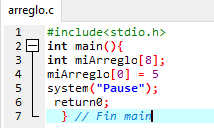 arreglo.c
1 #include<stdio.h>
2 int main(){
3 int miArreglo[8];
4 miArreglo[0] = 5
5 system("Pause");
6 return0;
7 } // Fin main